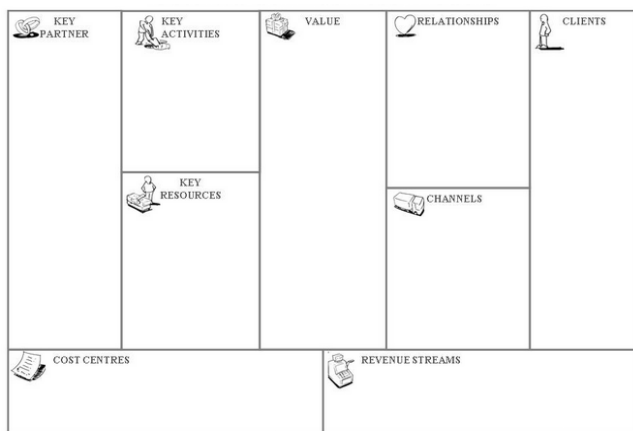 KEY
PARTNER
KEY
ACTIVITIES
VALUE
RELATIONSHIPS
CLIENTS
KEY
RESOURCES
CHANNELS
COST CENTRES
REVENUE STREAMS